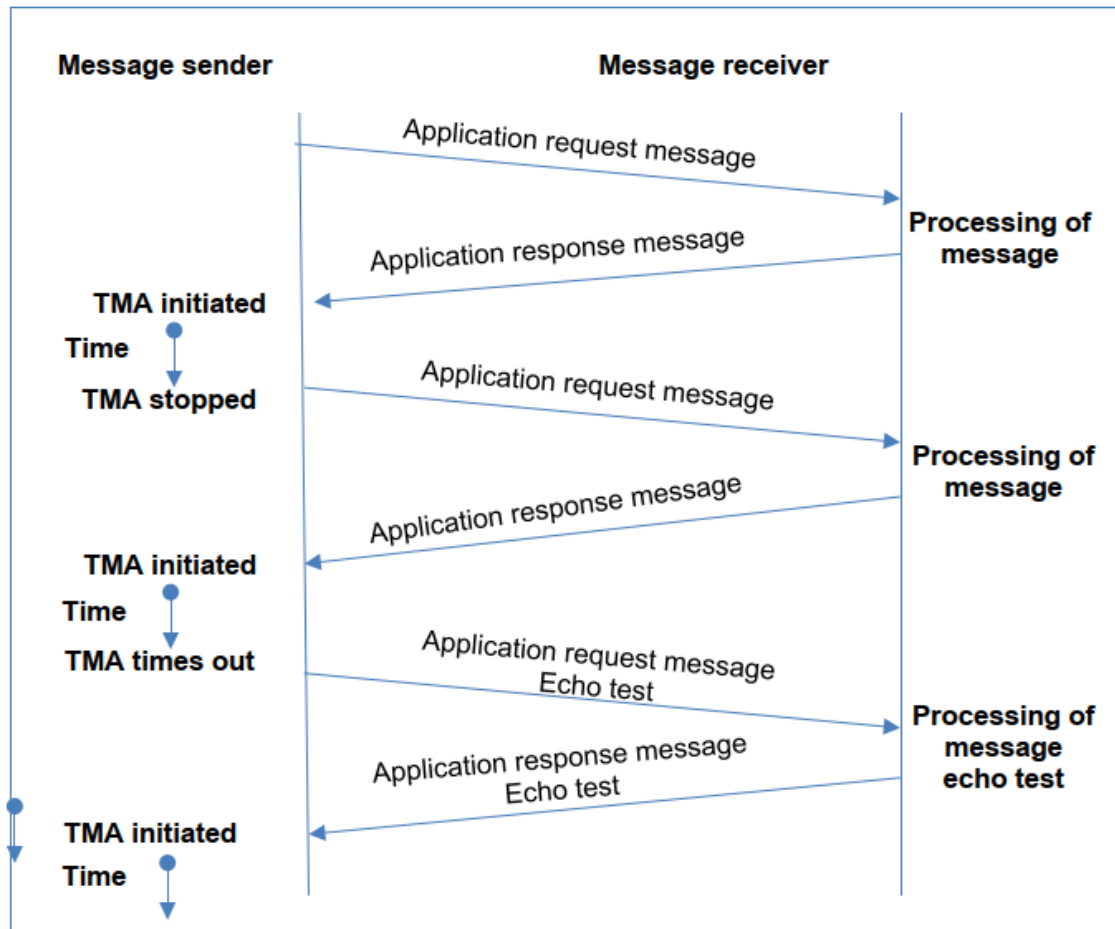 Message sender
Message receiver
Application request message
Processing of
message
Application response message
TMA initiated
Time
TMA stopped
Application request message
Processing of
message
Application response message
TMA initiated
Time
TMA times out
Application request message
Echo test
Processing of
message
echo test
Application response message
Echo test
TMA initiated
Time